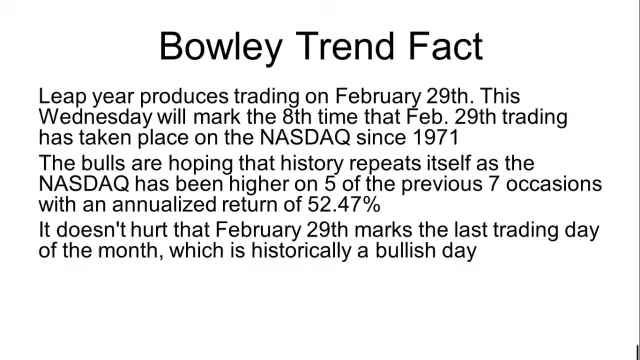 Bowley Trend Fact
Leap year produces trading on February 29th. This
Wednesday will mark the 8th time that Feb. 29th trading
has taken place on the NASDAQ since 1971
The bulls are hoping that history repeats itself as the
NASDAQ has been higher on 5 of the previous 7 occasions
with an annualized return of 52.47%
It doesn't hurt that February 29th marks the last trading day
of the month, which is historically a bullish day